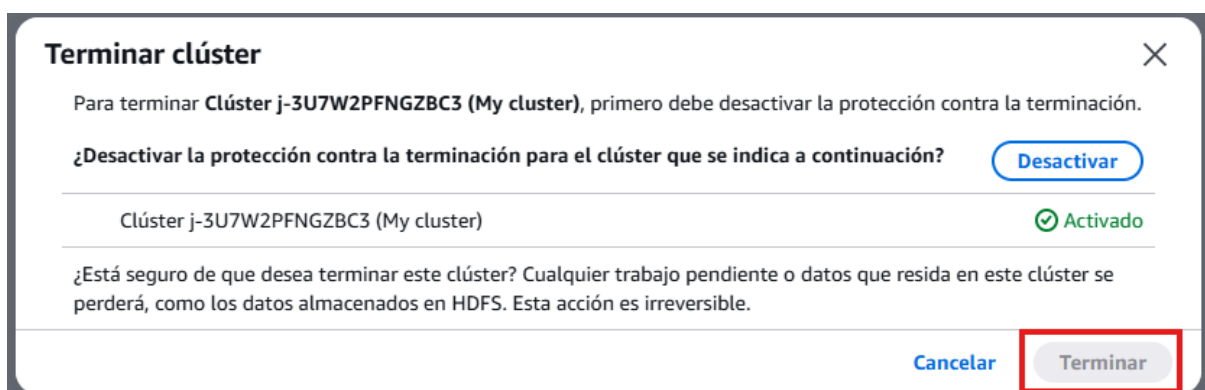 Terminar clúster
Para terminar Clúster j-3U7W2PFNGZBC3 (My cluster), primero debe desactivar la protección contra la terminación.
¿Desactivar la protección contra la terminación para el clúster que se indica a continuación?
Desactivar
Clúster j-3U7W2PFNGZBC3 (My cluster)
Activado
¿Está seguro de que desea terminar este clúster? Cualquier trabajo pendiente o datos que resida en este clúster se
perderá, como los datos almacenados en HDFS. Esta acción es irreversible.
Cancelar
Terminar